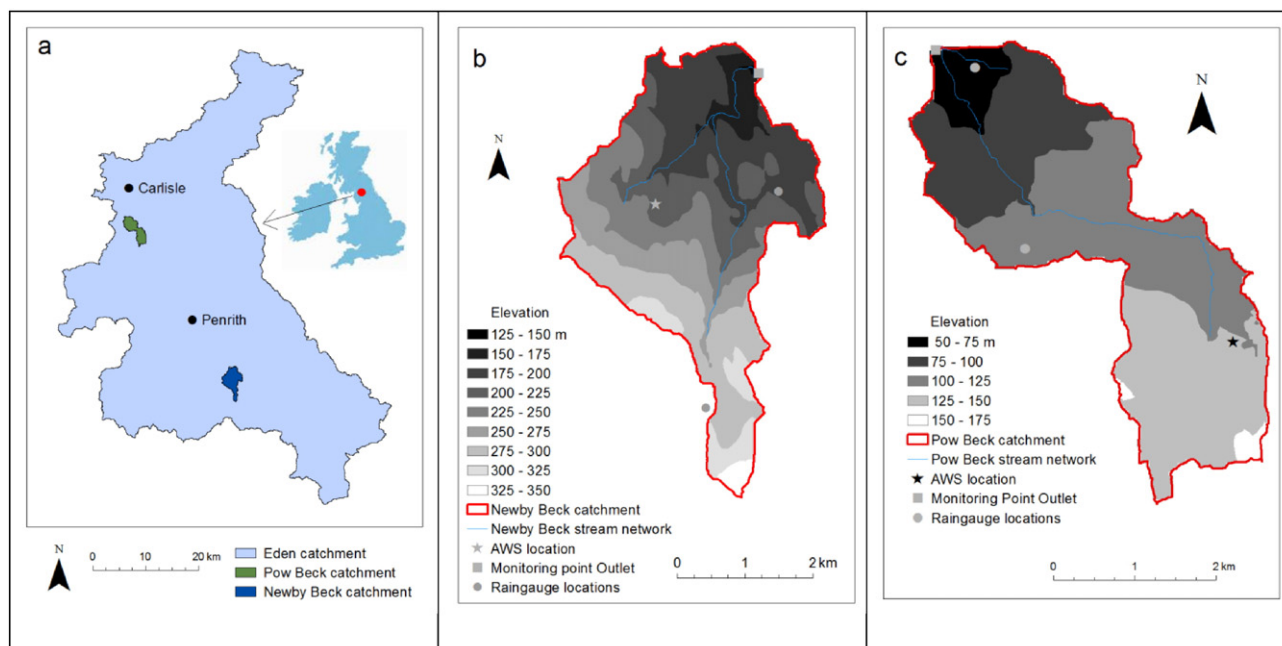 a
Carlisle
Penrith
N
0 10 20 km
Eden catchment
Pow Beck catchment
Newby Beck catchment
b
N
Elevation
125 - 150 m
150 - 175
175 - 200
200 - 225
225 - 250
250 - 275
275 - 300
300 - 325
325 - 350
Newby Beck catchment
Newby Beck stream network
AWS location
Monitoring point Outlet
Raingauge locations
0 1 2 km
c
N
Elevation
50 - 75 m
75 - 100
100 - 125
125 - 150
150 - 175
Pow Beck catchment
Pow Beck stream network
AWS location
Monitoring Point Outlet
Raingauge locations
0 1 2 km